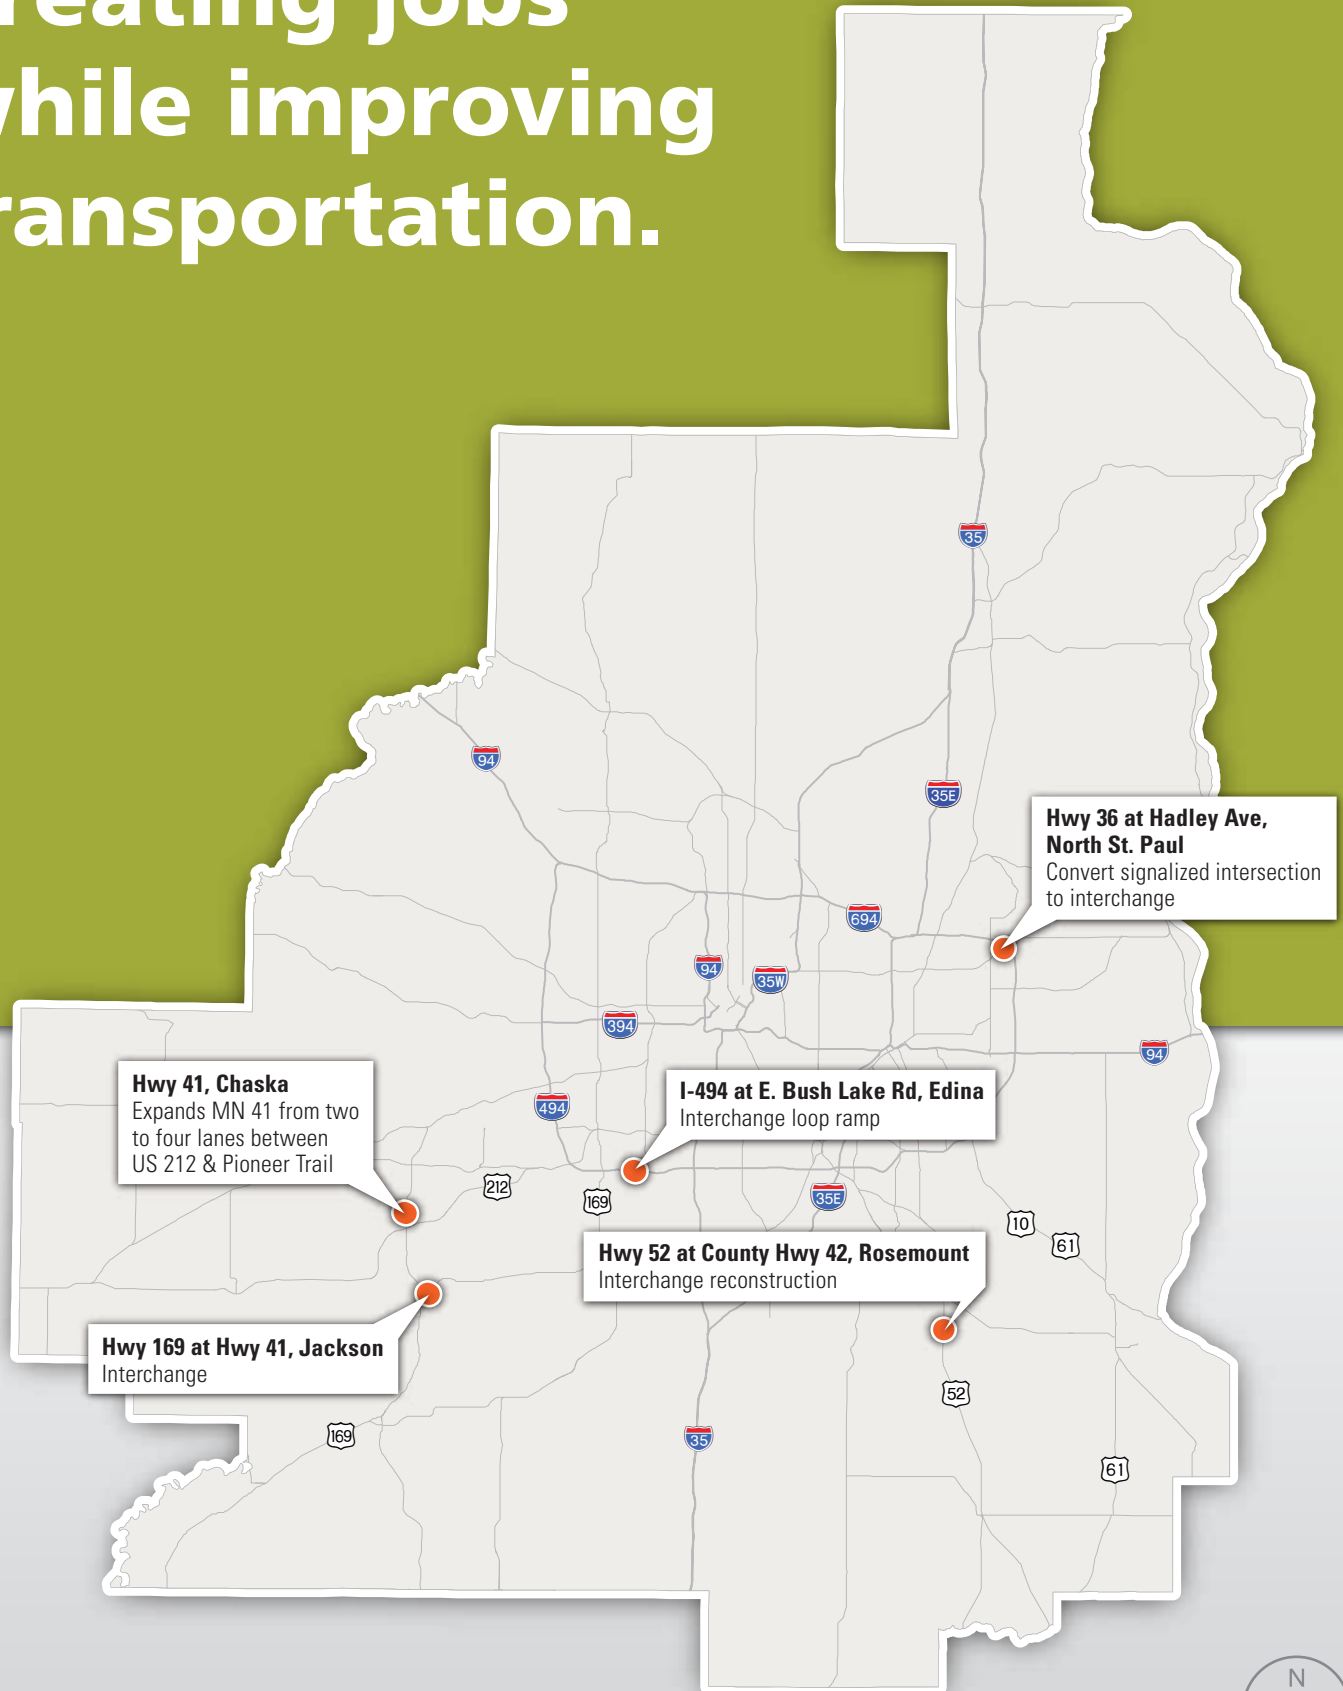 reating jobs
while improving
ransportation.
35
94
35E
Hwy 36 at Hadley Ave,
North St. Paul
Convert signalized intersection
to interchange
694
94
35W
394
94
Hwy 41, Chaska
Expands MN 41 from two
to four lanes between
US 212 & Pioneer Trail
494
I-494 at E. Bush Lake Rd, Edina
Interchange loop ramp
212
169
35E
10
61
Hwy 52 at County Hwy 42, Rosemount
Interchange reconstruction
Hwy 169 at Hwy 41, Jackson
Interchange
52
169
35
61
N